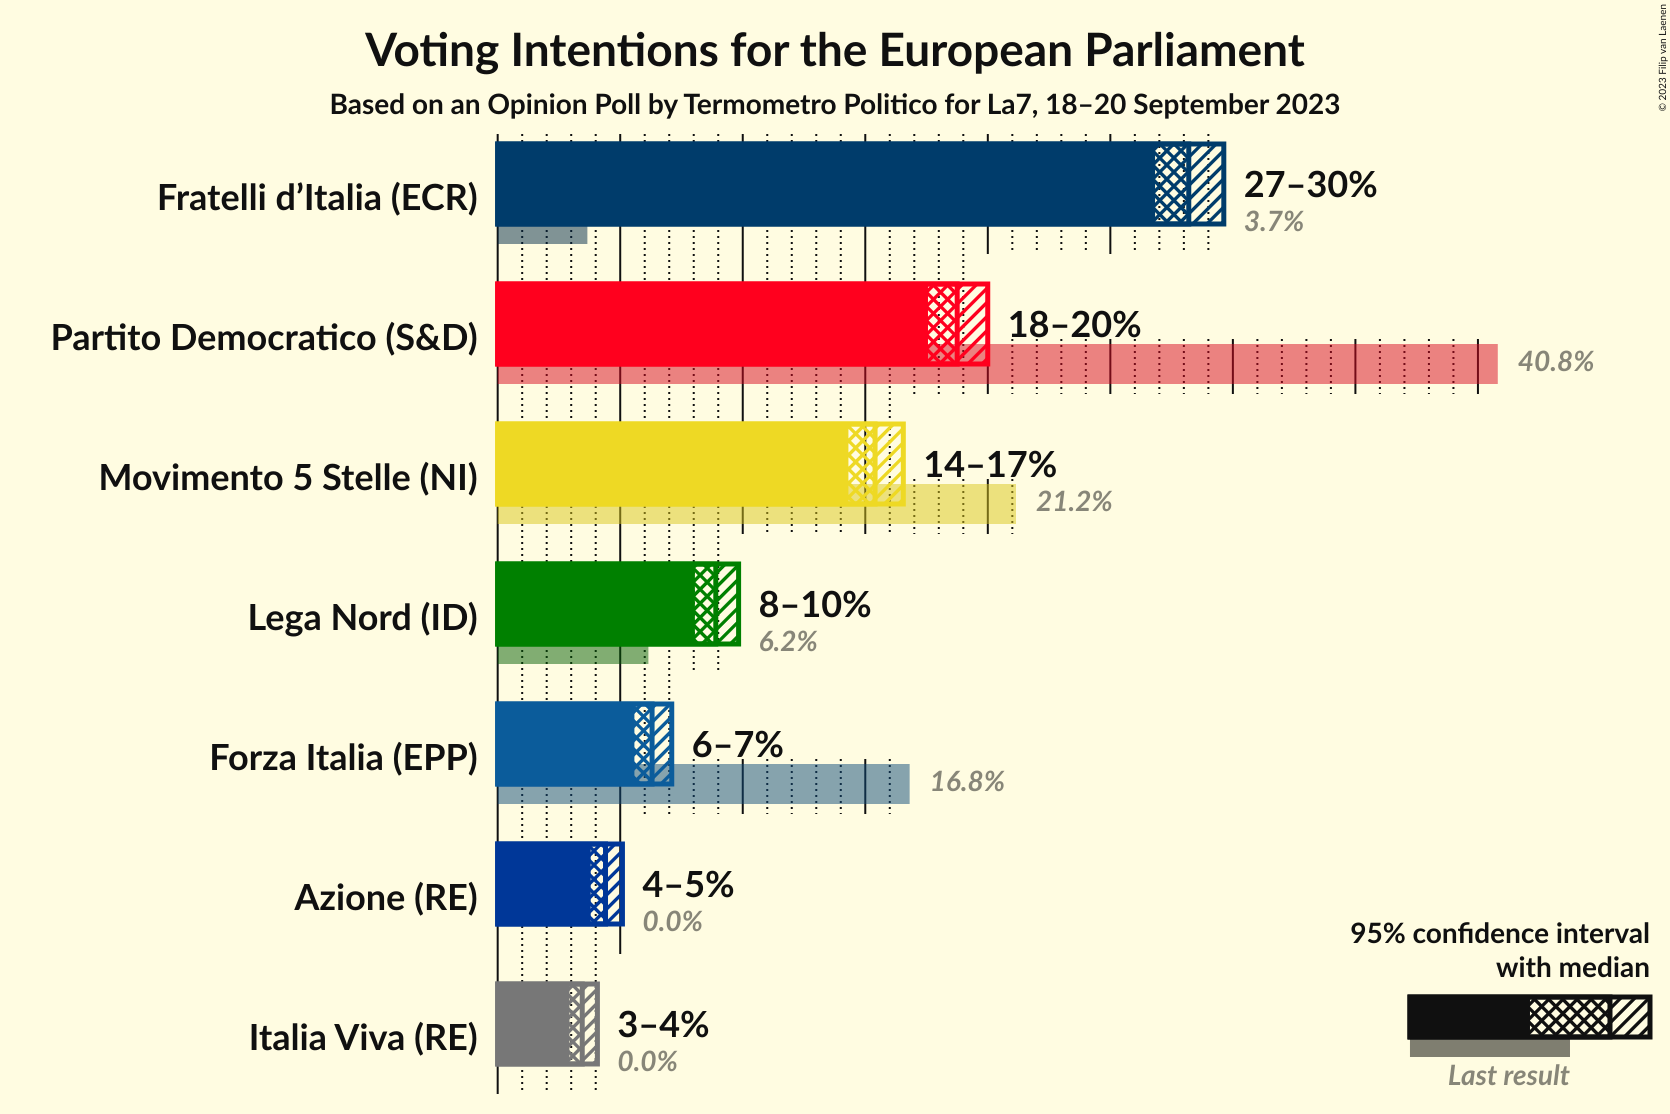 Voting Intentions for the European Parliament
Based on an Opinion Poll by Termometro Politico for La7, 18–20 September 2023
© 2023 Filip van Laenen
Fratelli d’Italia (ECR)
27–30%
3.7%
Partito Democratico (S&D)
18–20%
40.8%
Movimento 5 Stelle (NI)
14–17%
21.2%
Lega Nord (ID)
8–10%
6.2%
Forza Italia (EPP)
6–7%
16.8%
Azione (RE)
4–5%
0.0%
Italia Viva (RE)
3–4%
0.0%
95% confidence interval
with median
Last result